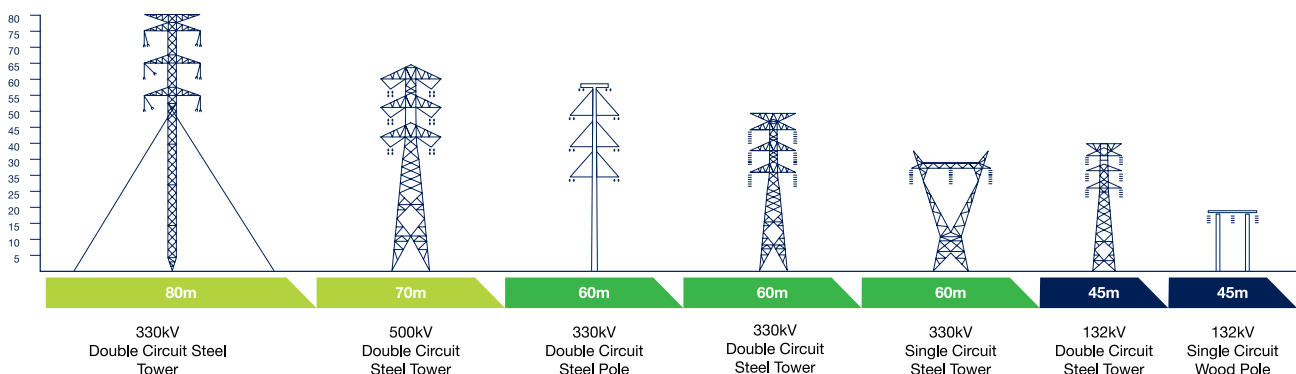 80
75
70
65
60
55
50
45
40
35
30
25
20
15
10
5
80m
70m
60m
60m
60m
45m
45m
330kV
Double Circuit Steel
Tower
500kV
Double Circuit
Steel Tower
330kV
Double Circuit
Steel Pole
330kV
Double Circuit
Steel Tower
330kV
Single Circuit
Steel Tower
132kV
Double Circuit
Steel Tower
132kV
Single Circuit
Wood Pole